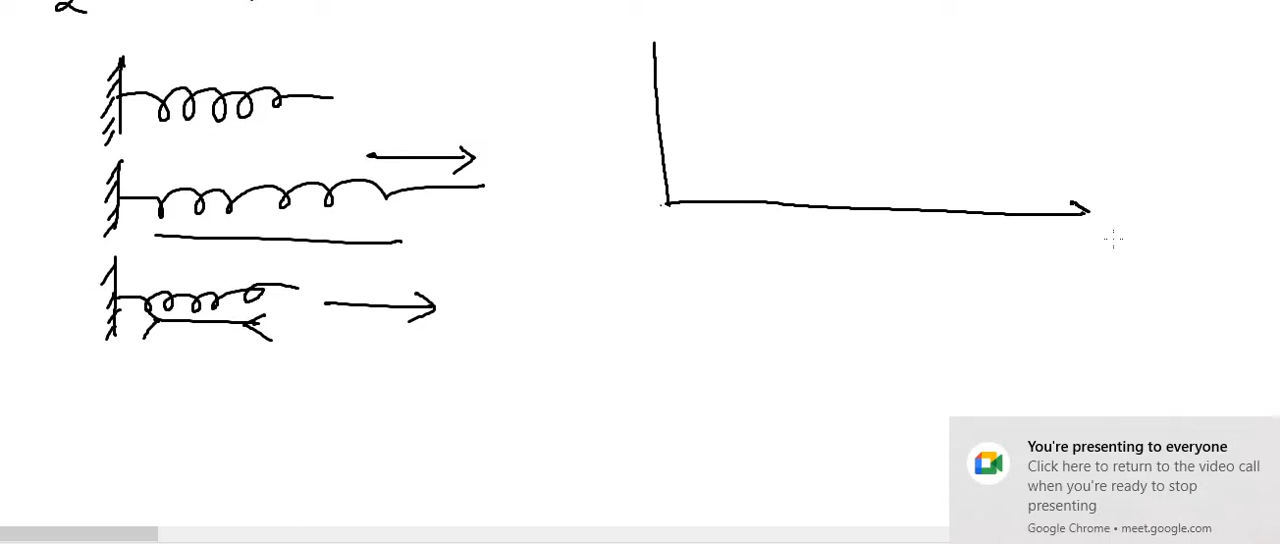 You're presenting to everyone
Click here to return to the video call
when you're ready to stop
presenting
Google Chrome • meet.google.com